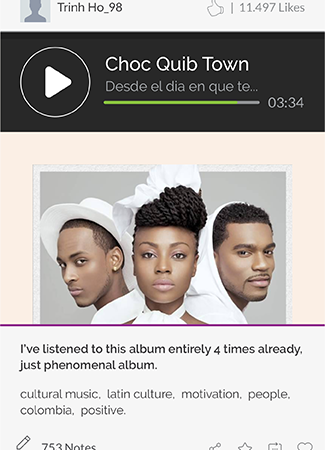 Trinh Ho_98
11.497 Likes
Choc Quib Town
Desde el dia en que te...
03:34
I've listened to this album entirely 4 times already,
just phenomenal album.
cultural music, latin culture, motivation, people,
colombia, positive.
753 Notes